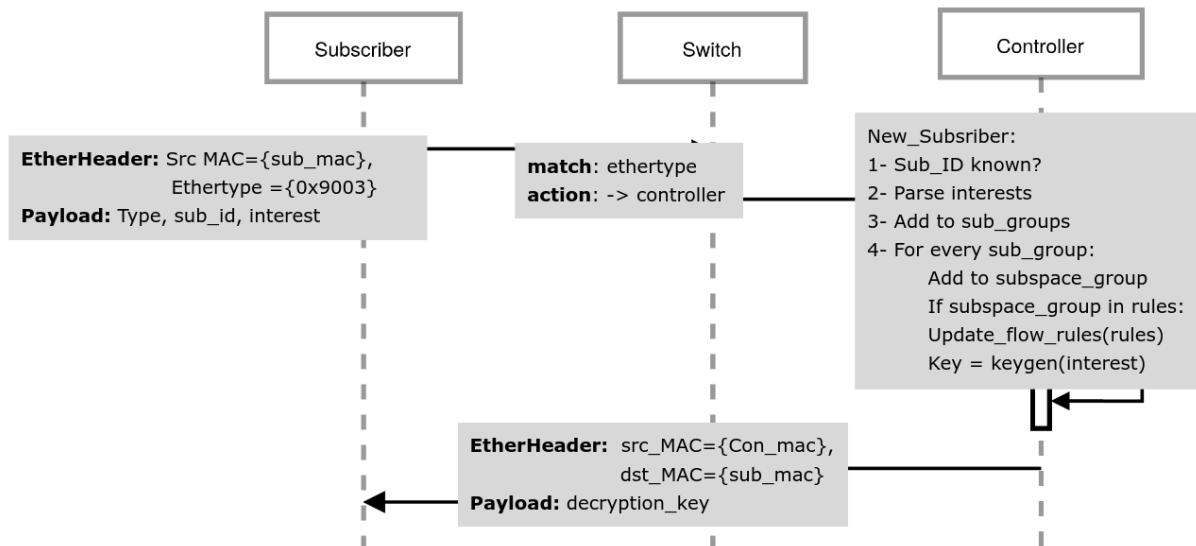 Subscriber
Switch
Controller
EtherHeader: Src MAC={sub_mac},
Ethertype ={0x9003}
Payload: Type, sub_id, interest
match: ethertype
action: -> controller
New_Subsriber:
1- Sub_ID known?
2- Parse interests
3- Add to sub_groups
4- For every sub_group:
Add to subspace_group
If subspace_group in rules:
Update_flow_rules(rules)
Key = keygen(interest)
EtherHeader: src_MAC={Con_mac},
dst_MAC={sub_mac}
Payload: decryption_key